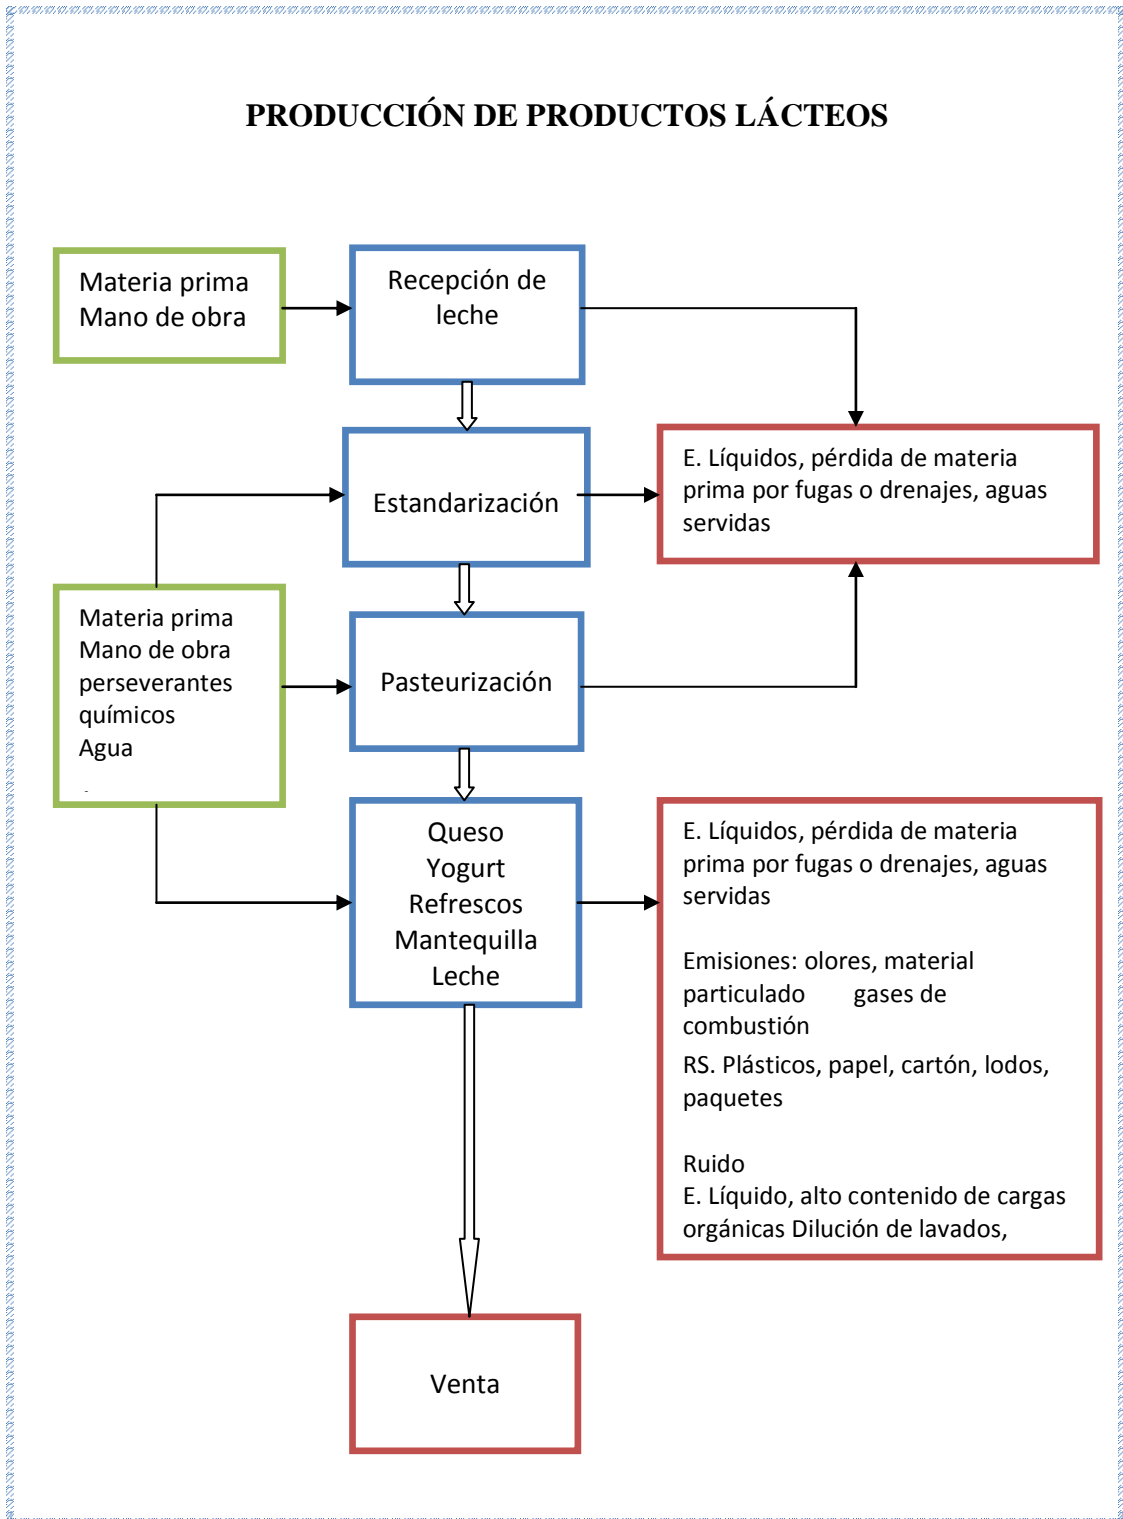 PRODUCCIÓN DE PRODUCTOS LÁCTEOS
Materia prima
Mano de obra
Recepción de
leche
Estandarización
E. Líquidos, pérdida de materia
prima por fugas o drenajes, aguas
servidas
Materia prima
Mano de obra
perseverantes
químicos
Agua
Pasteurización
Queso
Yogurt
Refrescos
Mantequilla
Leche
E. Líquidos, pérdida de materia
prima por fugas o drenajes, aguas
servidas
Emisiones: olores, material
particulado gases de
combustión
RS. Plásticos, papel, cartón, lodos,
paquetes
Ruido
E. Líquido, alto contenido de cargas
orgánicas Dilución de lavados,
Venta